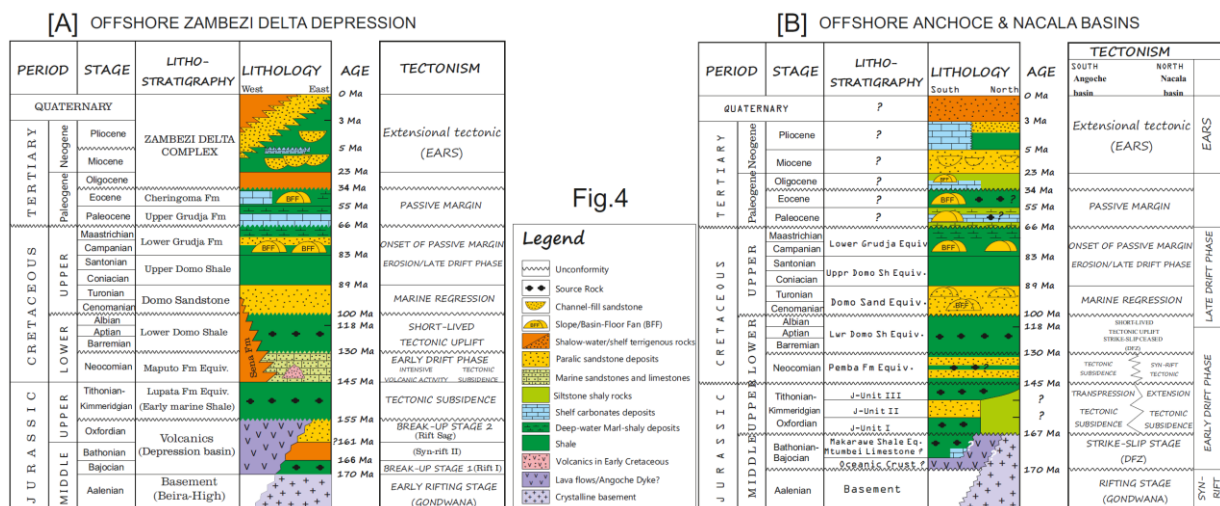 [A] OFFSHORE ZAMBEZI DELTA DEPRESSION
PERIOD STAGE LITHO-STRATIGRAPHY LITHOLOGY AGE TECTONISM
West East
0 Ma
QUATERNARY
3 Ma
TERTIARY
Neogene
Pliocene
ZAMBEZI DELTA
COMPLEX
Extensional tectonic
(EARS)
5 Ma
Miocene
23 Ma
Paleogene
Oligocene
34 Ma
Eocene Cheringoma Fm BFF PASSIVE MARGIN
55 Ma
Paleocene Upper Grudja Fm
66 Ma
CRETACEOUS
UPPER
Maastrichian
Lower Grudja Fm
ONSET OF PASSIVE MARGIN
Campanian BFF BFF
83 Ma
Santonian
Upper Domo Shale
EROSION/LATE DRIFT PHASE
Coniacian
89 Ma
Turonian
Domo Sandstone MARINE REGRESSION
Cenomanian
100 Ma
LOWER
Albian
118 Ma
Aptian Lower Domo Shale
SHORT-LIVED
TECTONIC UPLIFT
Barremian
130 Ma
Sena Fm
Neocomian Maputo Fm Equiv.
EARLY DRIFT PHASE
INTENSIVE TECTONIC
VOLCANIC ACTIVITY SUBSIDENCE
145 Ma
JURASSIC
UPPER
Tithonian-
Kimmeridgian
Lupata Fm Equiv.
(Early marine Shale)
TECTONIC SUBSIDENCE
155 Ma
Oxfordian
Volcanics
(Depression basin)
BREAK-UP STAGE 2
(Rift Sag)
?161 Ma
MIDDLE
Bathonian (Syn-rift II)
166 Ma
Bajocian BREAK-UP STAGE 1 (Rift I)
170 Ma
Aalenian
Basement
(Beira-High)
EARLY RIFTING STAGE
(GONDWANA)
Fig.4
Legend
Unconformity
Source Rock
Channel-fill sandstone
BFF Slope/Basin-Floor Fan (BFF)
Shalow-water/shelf terrigenous rocks
Paralic sandstone deposits
Marine sandstones and limestones
Siltstone shaly rocks
Shelf carbonates deposits
Deep-water Marl-shaly deposits
Shale
Volcanics in Early Cretaceous
Lava flows/Angoche Dyke?
Crystalline basement
[B] OFFSHORE ANCHOCE & NACALA BASINS
PERIOD STAGE LITHO-STRATIGRAPHY LITHOLOGY AGE TECTONISM
South North
SOUTH NORTH
Angoche Nacala
basin basin
0 Ma
QUATERNARY ?
3 Ma
TERTIARY
Neogene
Pliocene ?
Extensional tectonic
(EARS)
EARS
5 Ma
Miocene ?
23 Ma
Paleogene
Oligocene ? BFF
34 Ma
Eocene ? BFF ? PASSIVE MARGIN
55 Ma
Paleocene ? BFF ?
66 Ma
CRETACEOUS
UPPER
Maastrichian
Lower Grudja Equiv.
ONSET OF PASSIVE MARGIN
Campanian
83 Ma
Santonian
Uppr Domo Sh Equiv.
EROSION/LATE DRIFT PHASE
LATE DRIFT PHASE
Coniacian
89 Ma
Turonian
Domo Sand Equiv. BFF MARINE REGRESSION
Cenomanian
100 Ma
LOWER
Albian
118 Ma
Aptian Lwr Domo Sh Equiv.
SHORT-LIVED
TECTONIC UPLIFT
STRIKE-SLIP CEASED
(DFZ)
Barremian
130 Ma
Neocomian Pemba Fm Equiv. ?
TECTONIC SYN-RIFT
SUBSIDENCE TECTONIC
145 Ma
EARLY DRIFT PHASE
JURASSIC
UPPER
Tithonian- J-Unit III ?
TRANSPRESSION EXTENSION
Kimmeridgian J-Unit II ?
TECTONIC TECTONIC
Oxfordian J-Unit I
SUBSIDENCE SUBSIDENCE
167 Ma
MIDDLE
Bathonian-
Bajocian
Makarawe Shale Eq.
Mtumbei Limestone ?
Oceanic Crust ?
?
?
STRIKE-SLIP STAGE
(DFZ)
170 Ma
Aalenian Basement
RIFTING STAGE
(GONDWANA)
SYN-
RIFT